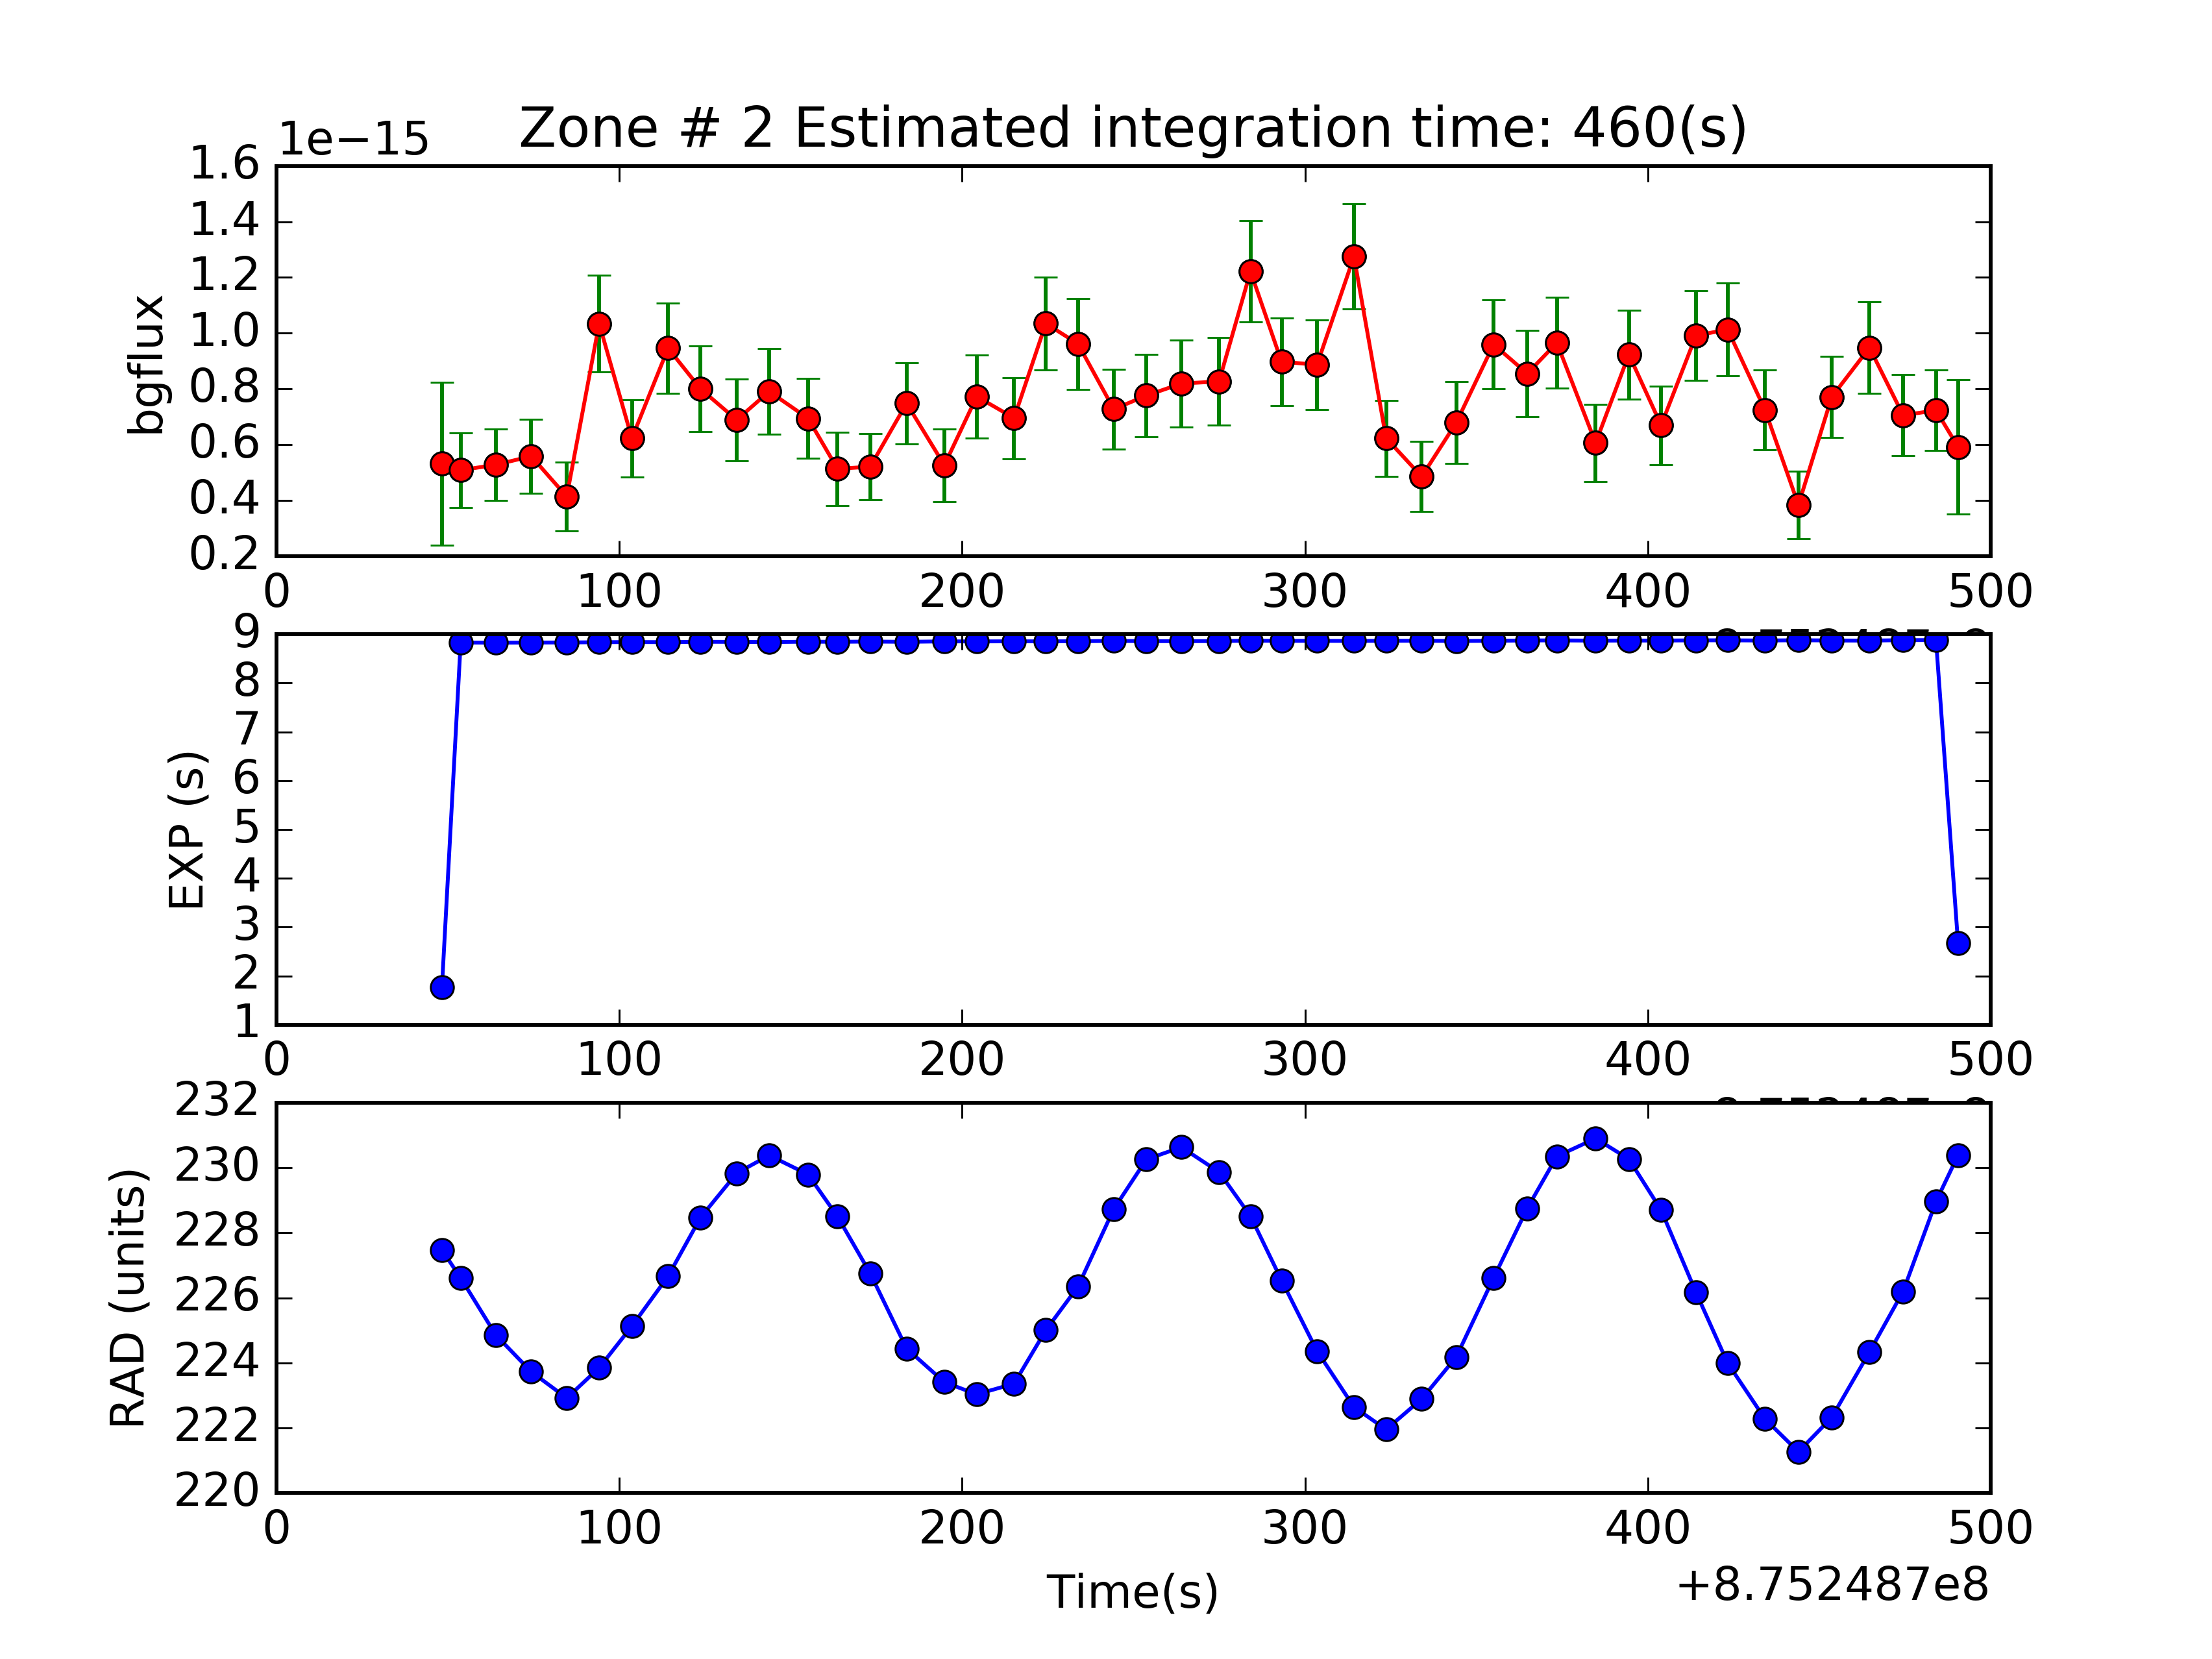 Zone # 2 Estimated integration time: 460(s)
1e−15
1.6
1.4
1.2
1.0
0.8
0.6
0.4
0.2
bgflux
0 100 200 300 400 500
9
8
7
6
5
4
3
2
1
EXP (s)
0 100 200 300 400 500
232
230
228
226
224
222
220
RAD (units)
0 100 200 300 400 500
Time(s)
+8.752487e8